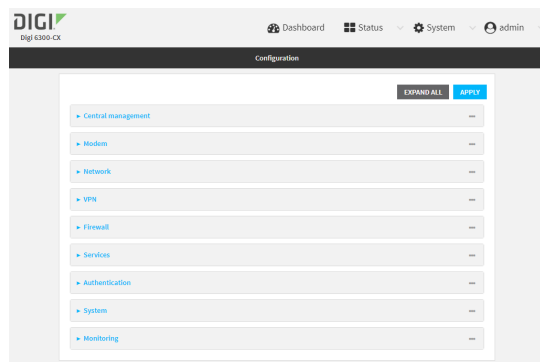 DIGI
Digi 6300-CX
Dashboard Status System admin
Configuration
EXPAND ALL APPLY
Central management
Modem
Network
VPN
Firewall
Services
Authentication
System
Monitoring